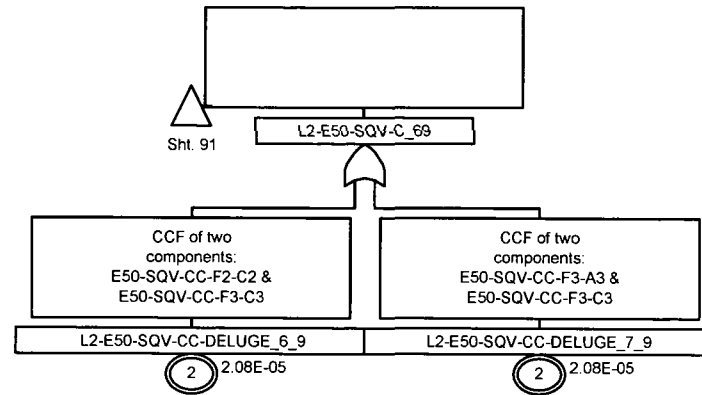 L2-E50-SQV-C_69
Sht. 91
CCF of two
components:
E50-SQV-CC-F2-C2 &
E50-SQV-CC-F3-C3
CCF of two
components:
E50-SQV-CC-F3-A3 &
E50-SQV-CC-F3-C3
L2-E50-SQV-CC-DELUGE_6_9
L2-E50-SQV-CC-DELUGE_7_9
2
2.08E-05
2
2.08E-05